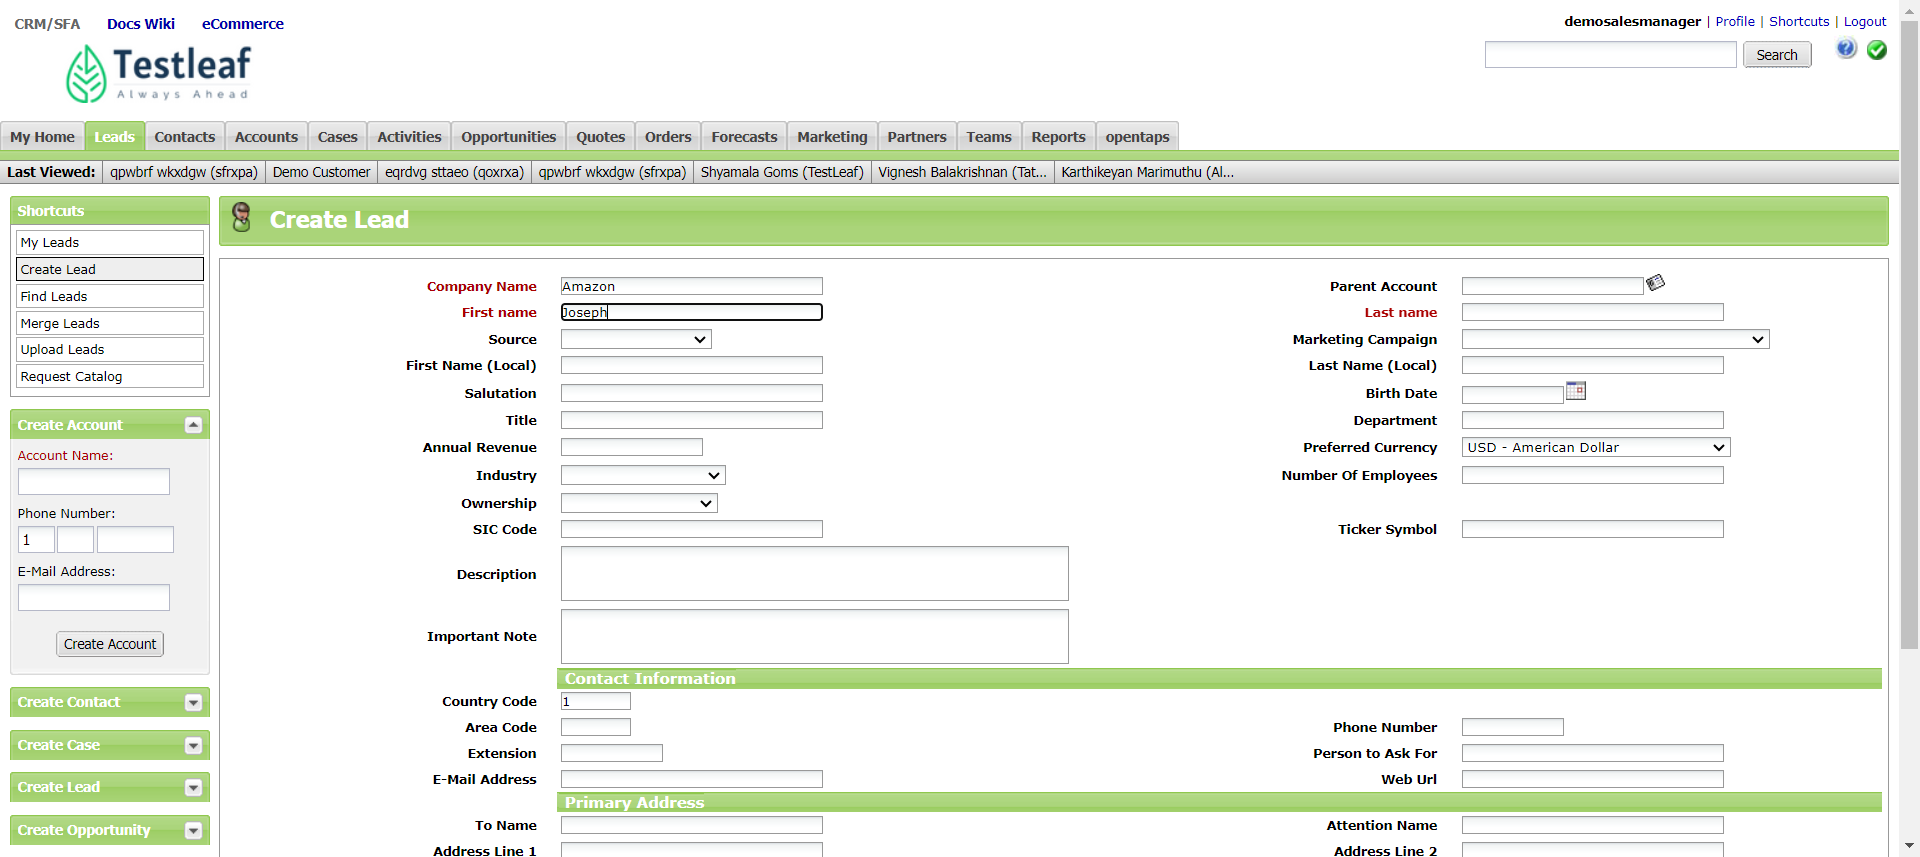 CRM/SFA Docs Wiki eCommerce
demosalesmanager | Profile | Shortcuts | Logout
Testleaf
Always Ahead
Search
My Home Leads Contacts Accounts Cases Activities Opportunities Quotes Orders Forecasts Marketing Partners Teams Reports opentaps
Last Viewed: qpwbrf wkxdgw (sfrxpa) Demo Customer eqrdvg sttaeo (qoxrxa) qpwbrf wkxdgw (sfrxpa) Shyamala Goms (TestLeaf) Vignesh Balakrishnan (Tat... Karthikeyan Marimuthu (Al...
Shortcuts
My Leads
Create Lead
Find Leads
Merge Leads
Upload Leads
Request Catalog
Create Account
Account Name:
Phone Number:
1
E-Mail Address:
Create Account
Create Contact
Create Case
Create Lead
Create Opportunity
Create Lead
Company Name Amazon Parent Account
First name Joseph Last name
Source Marketing Campaign
First Name (Local) Last Name (Local)
Salutation Birth Date
Title Department
Annual Revenue Preferred Currency USD - American Dollar
Industry Number Of Employees
Ownership
SIC Code Ticker Symbol
Description
Important Note
Contact Information
Country Code 1
Area Code Phone Number
Extension Person to Ask For
E-Mail Address Web Url
Primary Address
To Name Attention Name
Address Line 1 Address Line 2